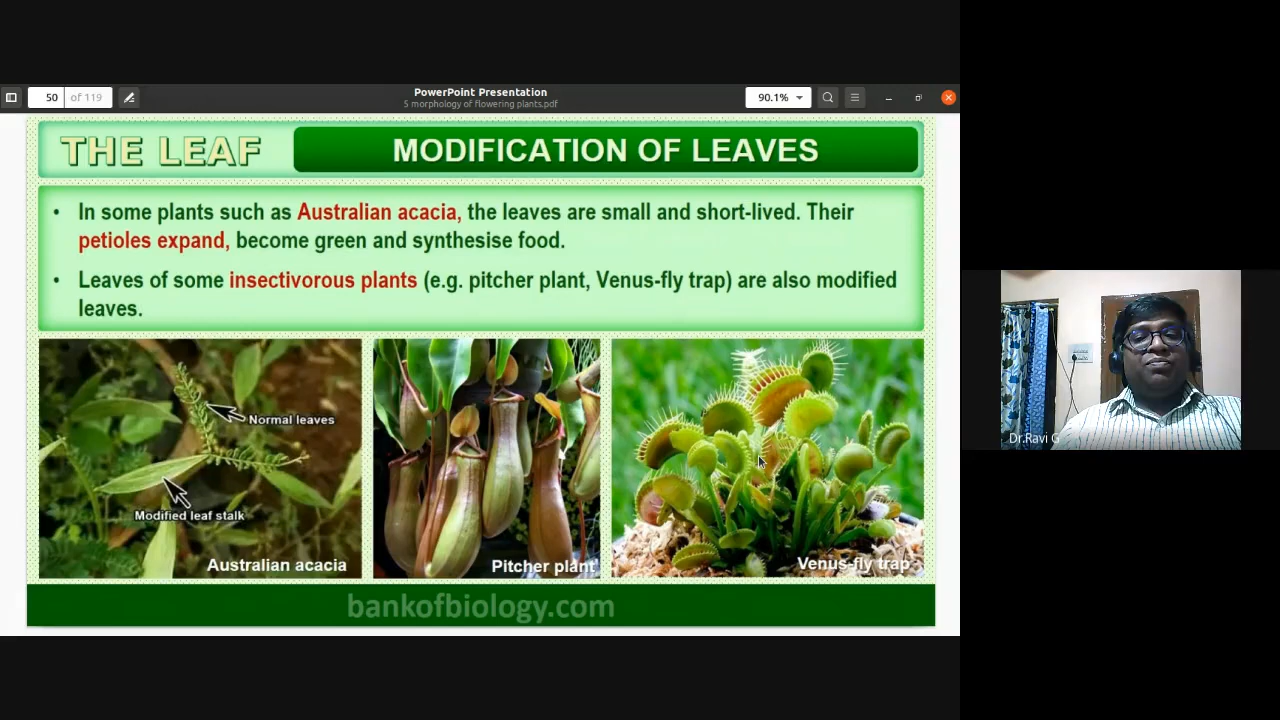 50 of 119
PowerPoint Presentation
5 morphology of flowering plants.pdf
90.1%
THE LEAF
MODIFICATION OF LEAVES
• In some plants such as Australian acacia, the leaves are small and short-lived. Their
petioles expand, become green and synthesise food.
• Leaves of some insectivorous plants (e.g. pitcher plant, Venus-fly trap) are also modified
leaves.
Normal leaves
Modified leaf stalk
Australian acacia
Pitcher plant
Venus-fly trap
bankofbiology.com
Dr.Ravi G